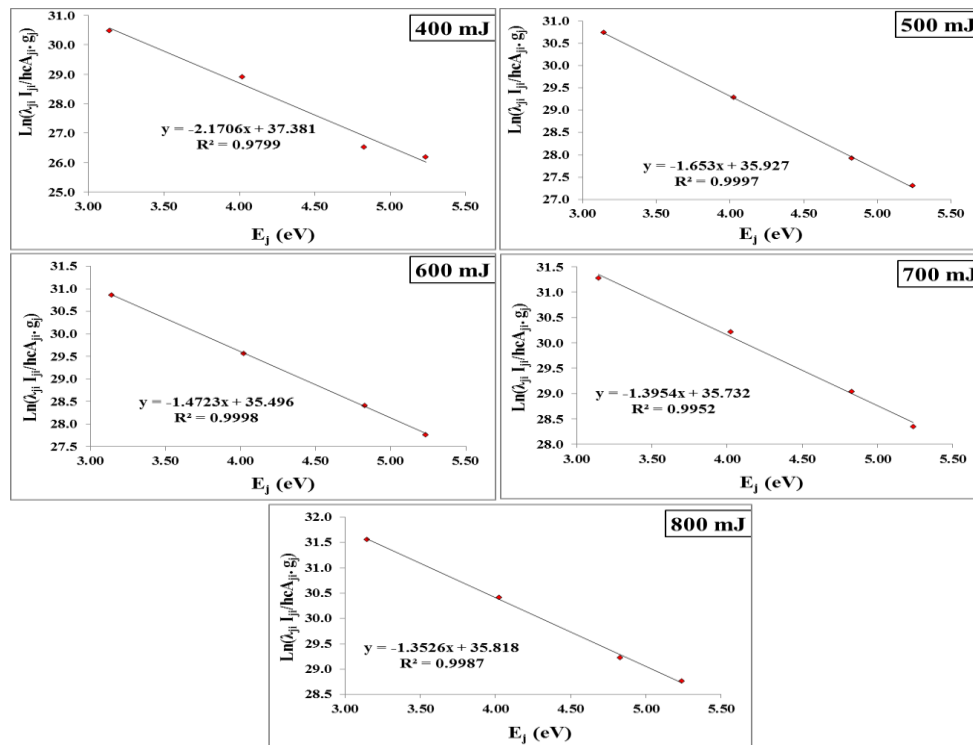 400 mJ
Ln(λji Iji/hcAji· gj)
31.0
30.0
29.0
28.0
27.0
26.0
25.0
y = -2.1706x + 37.381
R² = 0.9799
3.00 3.50 4.00 4.50 5.00 5.50
Ej (eV)
500 mJ
Ln(λji Iji/hcAji· gj)
31.0
30.5
30.0
29.5
29.0
28.5
28.0
27.5
27.0
y = -1.653x + 35.927
R² = 0.9997
3.00 3.50 4.00 4.50 5.00 5.50
Ej (eV)
600 mJ
Ln(λji Iji/hcAji· gj)
31.5
31.0
30.5
30.0
29.5
29.0
28.5
28.0
27.5
y = -1.4723x + 35.496
R² = 0.9998
3.00 3.50 4.00 4.50 5.00 5.50
Ej (eV)
700 mJ
Ln(λji Iji/hcAji· gj)
31.5
31.0
30.5
30.0
29.5
29.0
28.5
28.0
y = -1.3954x + 35.732
R² = 0.9952
3.00 3.50 4.00 4.50 5.00 5.50
Ej (eV)
800 mJ
Ln(λji Iji/hcAji· gj)
32.0
31.5
31.0
30.5
30.0
29.5
29.0
28.5
y = -1.3526x + 35.818
R² = 0.9987
3.00 3.50 4.00 4.50 5.00 5.50
Ej (eV)